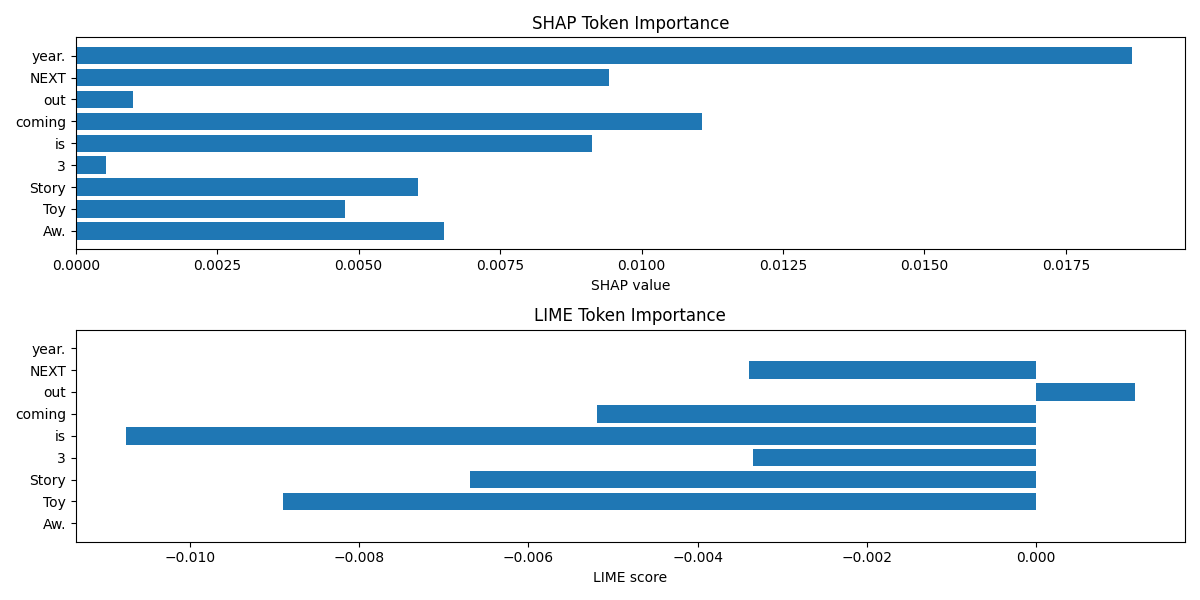 SHAP Token Importance
year.
NEXT
out
coming
is
3
Story
Toy
Aw.
0.0000 0.0025 0.0050 0.0075 0.0100 0.0125 0.0150 0.0175
SHAP value
LIME Token Importance
year.
NEXT
out
coming
is
3
Story
Toy
Aw.
−0.010 −0.008 −0.006 −0.004 −0.002 0.000
LIME score